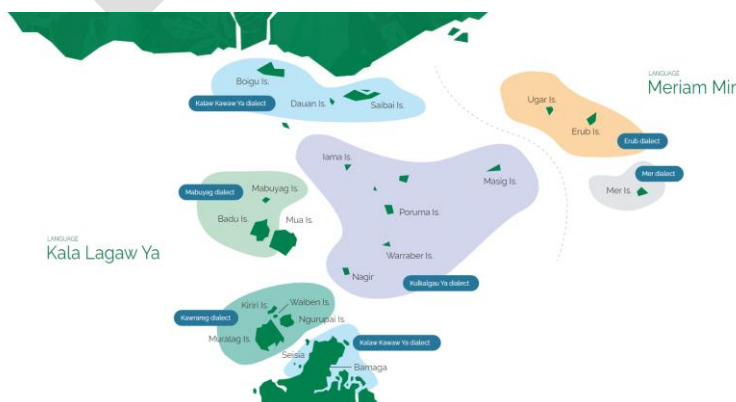 Boigu Is.
Kalaw Kawaw Ya dialect
Dauan Is.
Saibai Is.
LANGUAGE
Meriam Mir
Ugar Is.
Erub Is.
Erub dialect
Mer dialect
Mer Is.
Iama Is.
Masig Is.
Poruma Is.
Warraber Is.
Nagir
Kulkalgau Ya dialect
Mabuyag dialect
Mabuyag Is.
Badu Is.
Mua Is.
LANGUAGE
Kala Lagaw Ya
Kiriri Is.
Waiben Is.
Kawrareg dialect
Ngurupai Is.
Muralag Is.
Kalaw Kawaw Ya dialect
Seisia
Bamaga